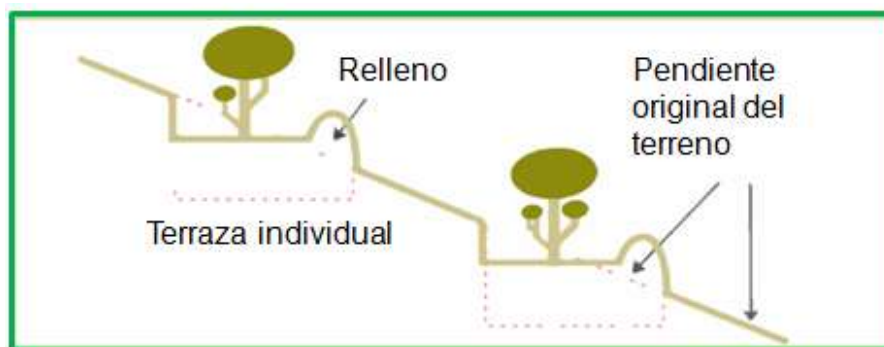 Relleno
Pendiente
original del
terreno
Terraza individual